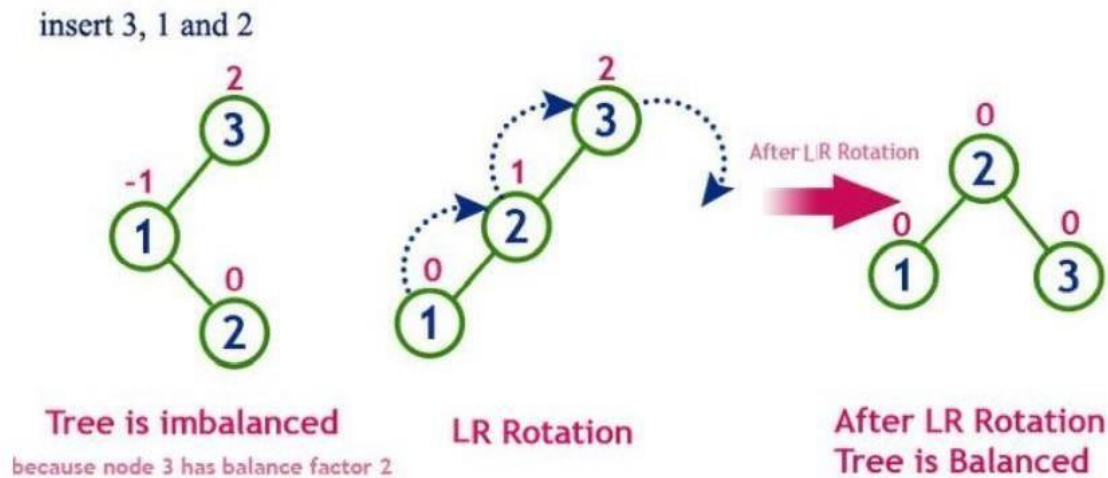 insert 3, 1 and 2
2
3
-1
1
0
2
Tree is imbalanced
because node 3 has balance factor 2
2
3
1
2
0
1
LR Rotation
After LR Rotation
0
2
0
1
0
3
After LR Rotation
Tree is Balanced